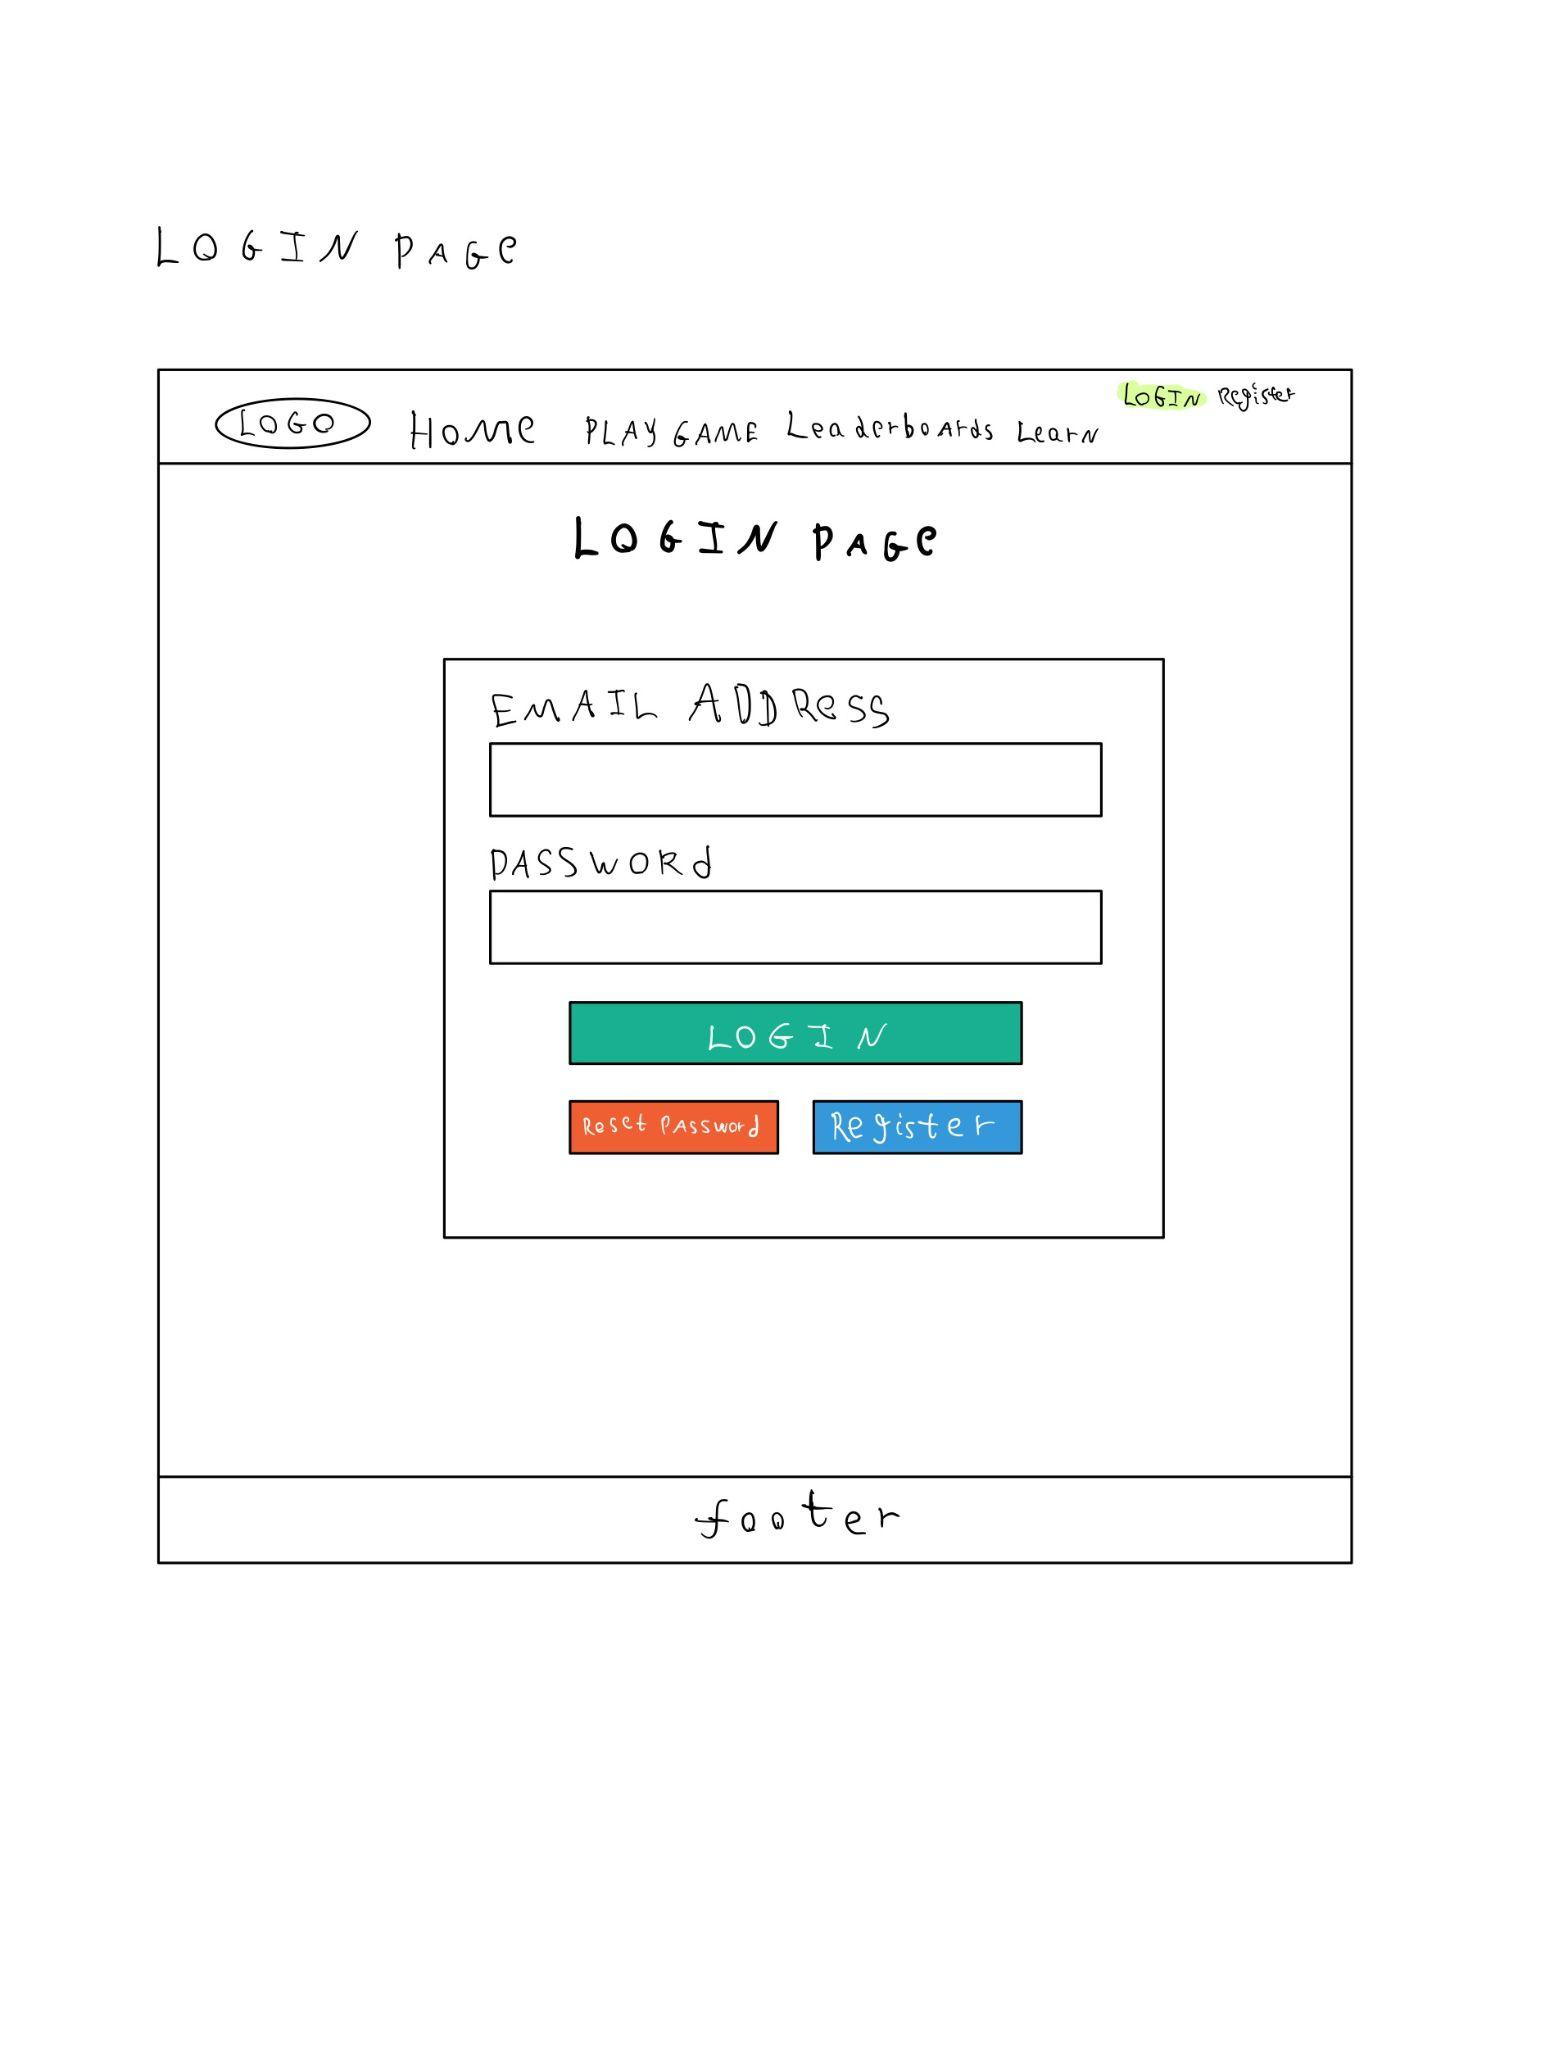 LOGIN PAGE
LOGIN Register
LOGO HOME PLAY GAME Leaderboards Learn
LOGIN PAGE
EMAIL ADDRESS
PASSWORd
LOGIN
Reset Password Register
footer